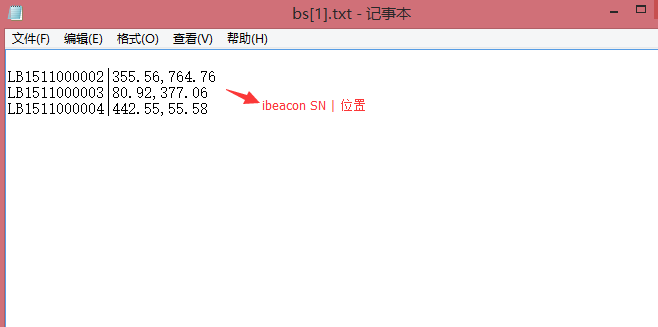 bs[1].txt - 记事本
文件(F) 编辑(E) 格式(O) 查看(V) 帮助(H)
LB1511000002|355.56,764.76
LB1511000003|80.92,377.06
LB1511000004|442.55,55.58
ibeacon SN | 位置